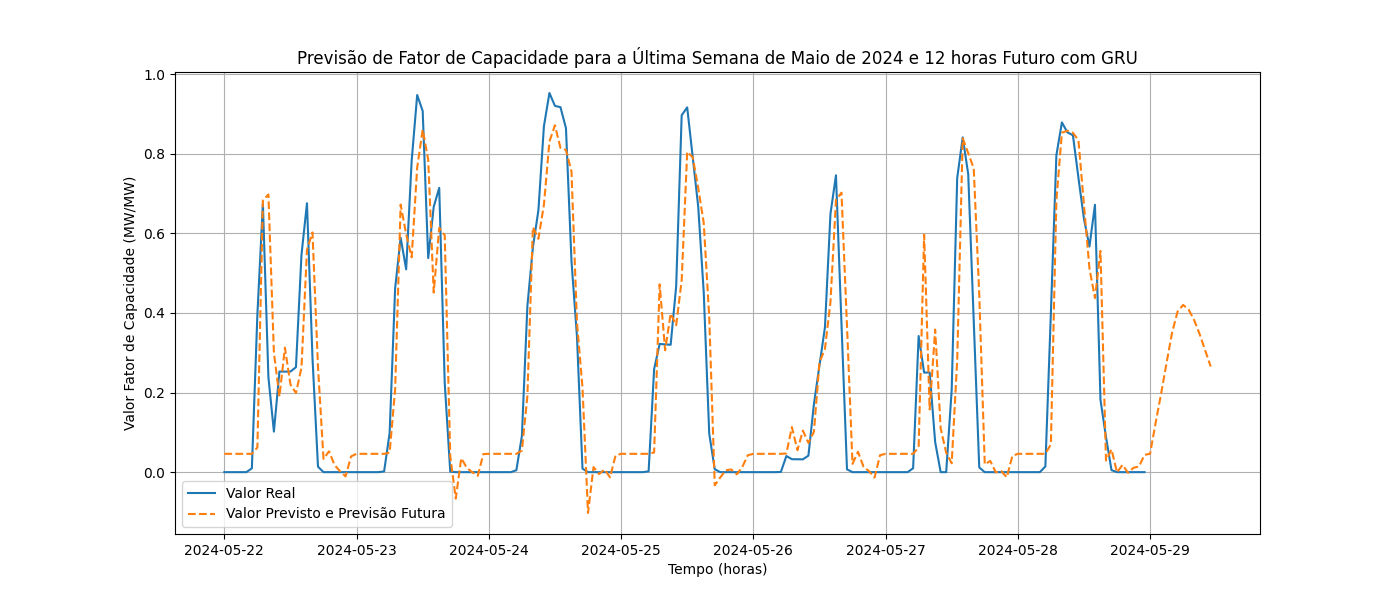 Previsão de Fator de Capacidade para a Última Semana de Maio de 2024 e 12 horas Futuro com GRU
Valor Fator de Capacidade (MW/MW)
1.0
0.8
0.6
0.4
0.2
0.0
Valor Real
Valor Previsto e Previsão Futura
2024-05-22 2024-05-23 2024-05-24 2024-05-25 2024-05-26 2024-05-27 2024-05-28 2024-05-29
Tempo (horas)